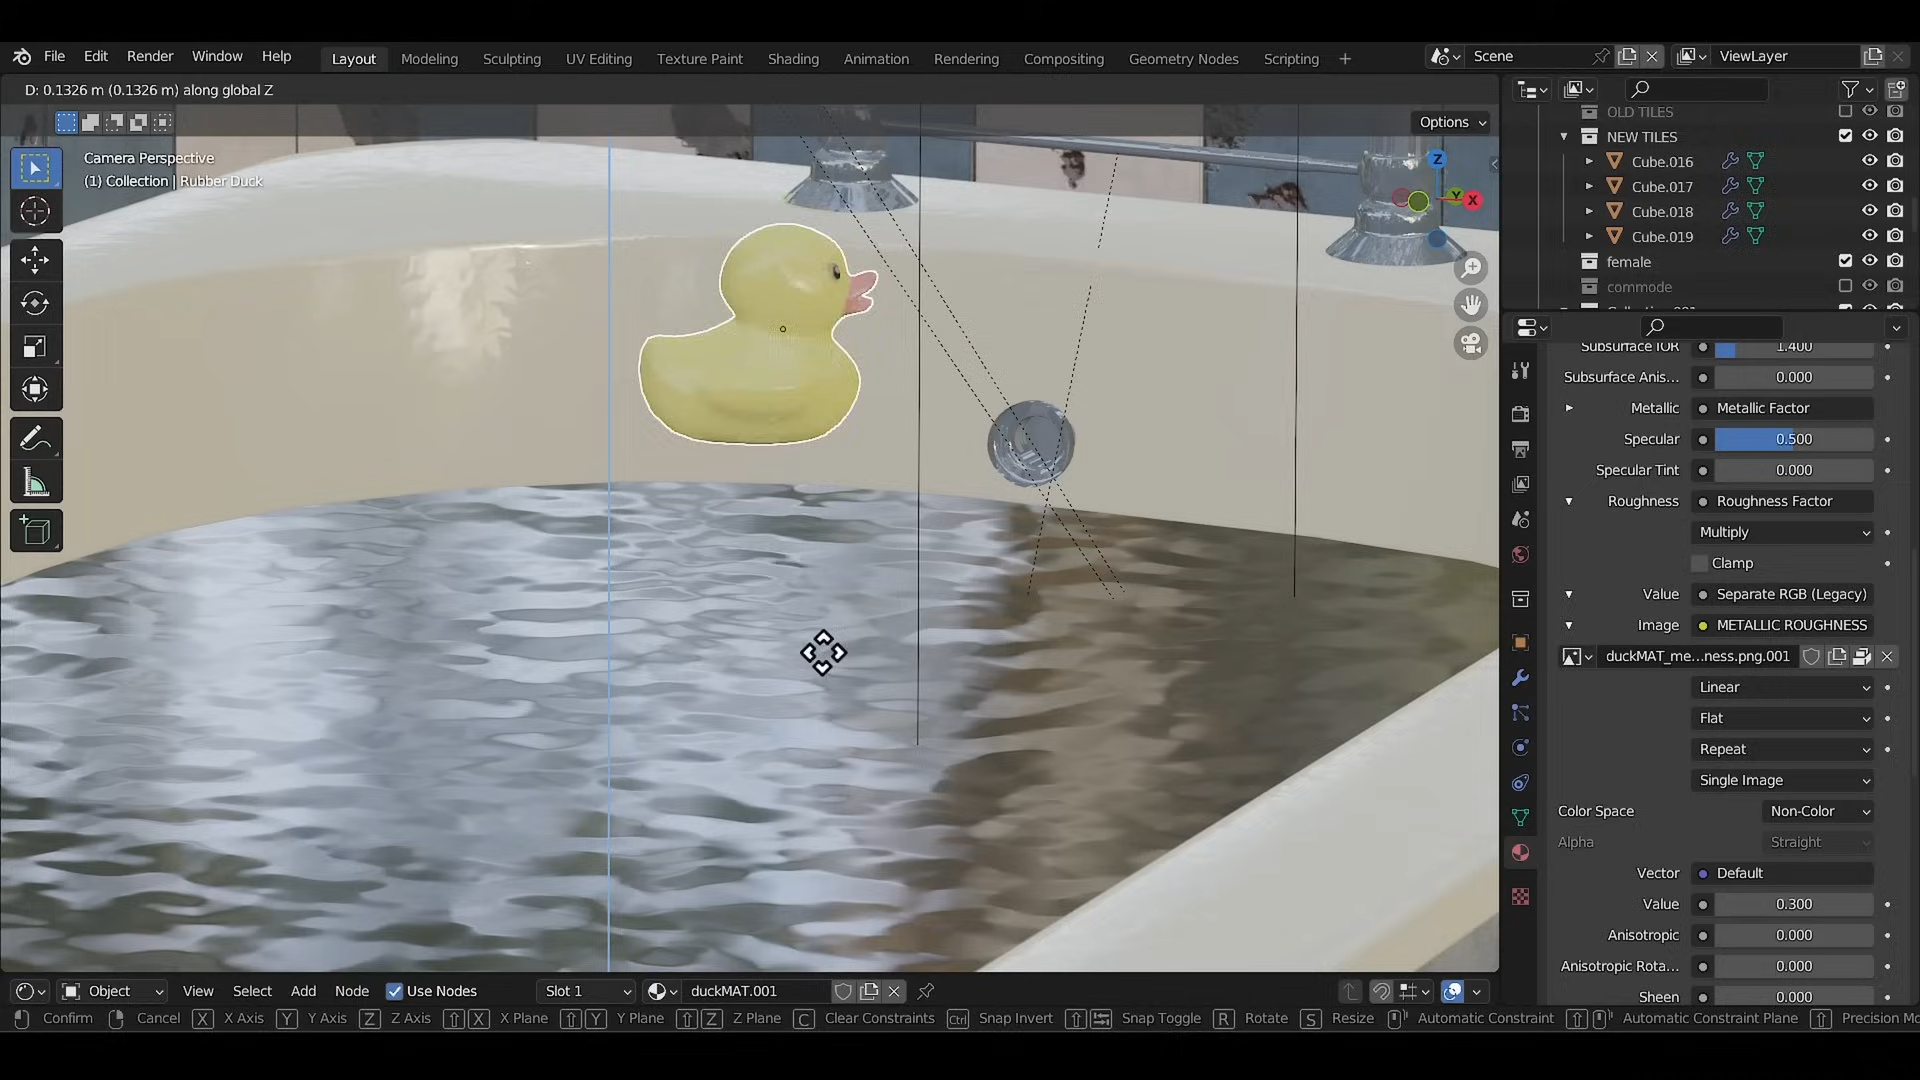 File Edit Render Window Help Layout Modeling Sculpting UV Editing Texture Paint Shading Animation Rendering Compositing Geometry Nodes Scripting + Scene ViewLayer
D: 0.1326 m (0.1326 m) along global Z
Options
Camera Perspective
(1) Collection | Rubber Duck
Z
Y
X
OLD TILES
NEW TILES
Cube.016
Cube.017
Cube.018
Cube.019
female
commode
Subsurface IOR 1.400
Subsurface Anis... 0.000
Metallic Metallic Factor
Specular 0.500
Specular Tint 0.000
Roughness Roughness Factor
Multiply
Clamp
Value Separate RGB (Legacy)
Image METALLIC ROUGHNESS
duckMAT_me...ness.png.001
Linear
Flat
Repeat
Single Image
Color Space Non-Color
Alpha Straight
Vector Default
Value 0.300
Anisotropic 0.000
Anisotropic Rota... 0.000
Sheen 0.000
Object View Select Add Node Use Nodes Slot 1 duckMAT.001
Confirm Cancel X X Axis Y Y Axis Z Z Axis X X Plane Y Y Plane Z Z Plane C Clear Constraints Ctrl Snap Invert Snap Toggle R Rotate S Resize Automatic Constraint Automatic Constraint Plane Precision Mo